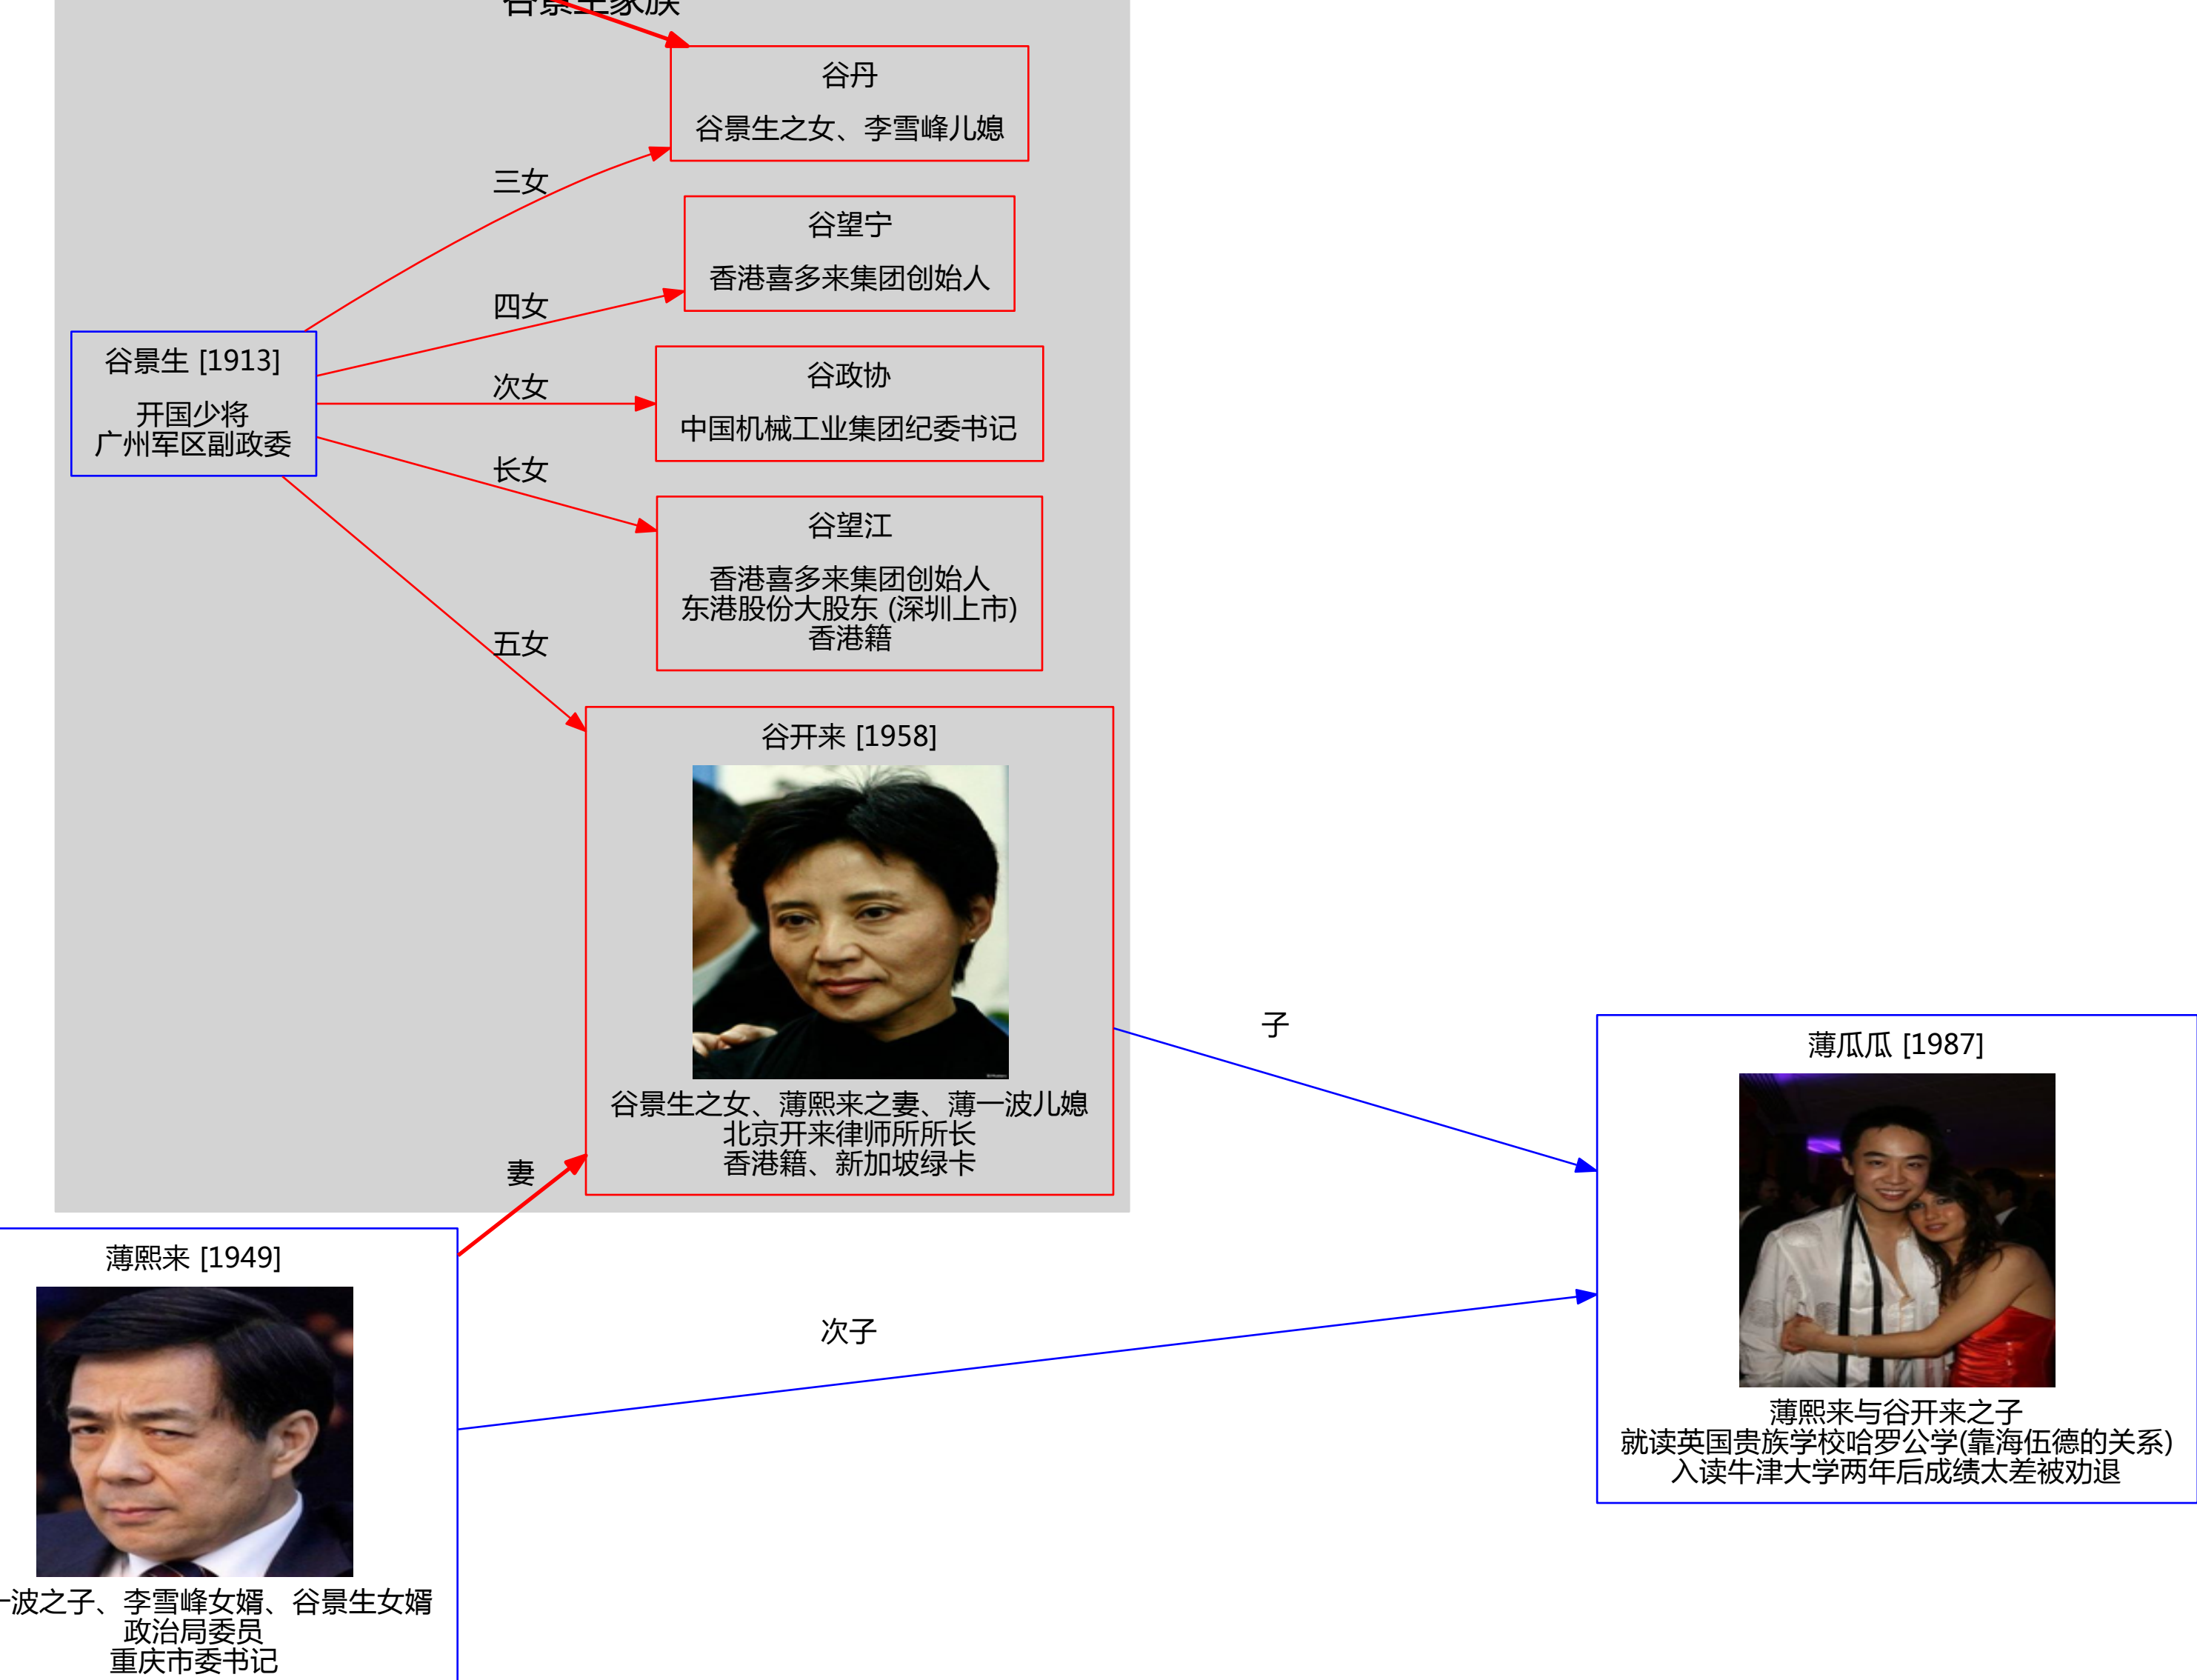 谷景生家族
谷丹
谷景生之女、李雪峰儿媳
三女
谷望宁
香港喜多来集团创始人
四女
谷景生 [1913]
开国少将
广州军区副政委
次女
谷政协
中国机械工业集团纪委书记
长女
谷望江
香港喜多来集团创始人
东港股份大股东 (深圳上市)
香港籍
五女
谷开来 [1958]
谷景生之女、薄熙来之妻、薄一波儿媳
北京开来律师所所长
香港籍、新加坡绿卡
子
妻
薄瓜瓜 [1987]
薄熙来与谷开来之子
就读英国贵族学校哈罗公学(靠海伍德的关系)
入读牛津大学两年后成绩太差被劝退
次子
薄熙来 [1949]
一波之子、李雪峰女婿、谷景生女婿
政治局委员
重庆市委书记